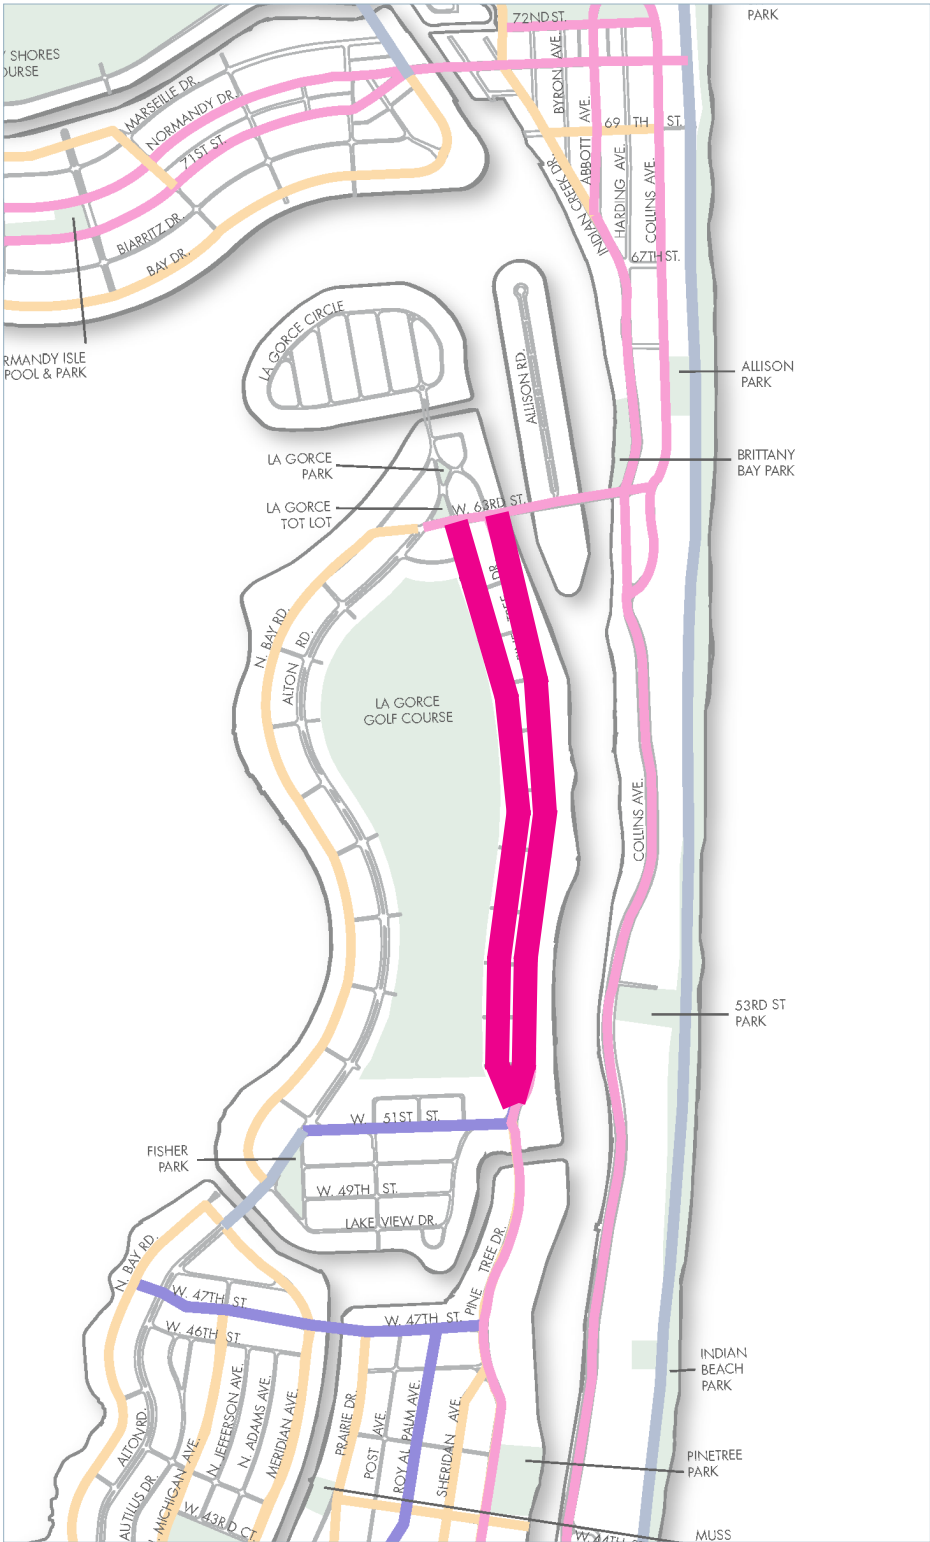 72ND ST.
PARK
Y SHORES
OURSE
MARSEILLE DR.
BYRON AVE.
NORMANDY DR.
ABBOTT AVE.
69 TH ST.
71ST ST.
HARDING AVE.
COLLINS AVE.
INDIAN CREEK DR.
BIARRITZ DR.
BAY DR.
67TH ST.
LA GORCE CIRCLE
RMANDY ISLE
POOL & PARK
ALLISON RD.
ALLISON
PARK
LA GORCE
PARK
BRITTANY
BAY PARK
LA GORCE
TOT LOT
W. 63RD ST.
DR.
N. BAY RD.
ALTON RD.
LA GORCE
GOLF COURSE
COLLINS AVE.
53RD ST
PARK
W. 51ST ST.
FISHER
PARK
W. 49TH ST.
LAKE VIEW DR.
N. BAY RD.
PINE TREE DR.
W. 47TH ST.
W. 47TH ST.
W. 46TH ST.
INDIAN
BEACH
PARK
N. JEFFERSON AVE.
N. ADAMS AVE.
MERIDIAN AVE.
PRAIRIE DR.
POST AVE.
ROYAL PALM AVE.
SHERIDAN AVE.
ALTON RD.
PINETREE
PARK
AUTILUS DR.
MICHIGAN AVE.
W. 43RD CT.
W. 44TH ST.
MUSS